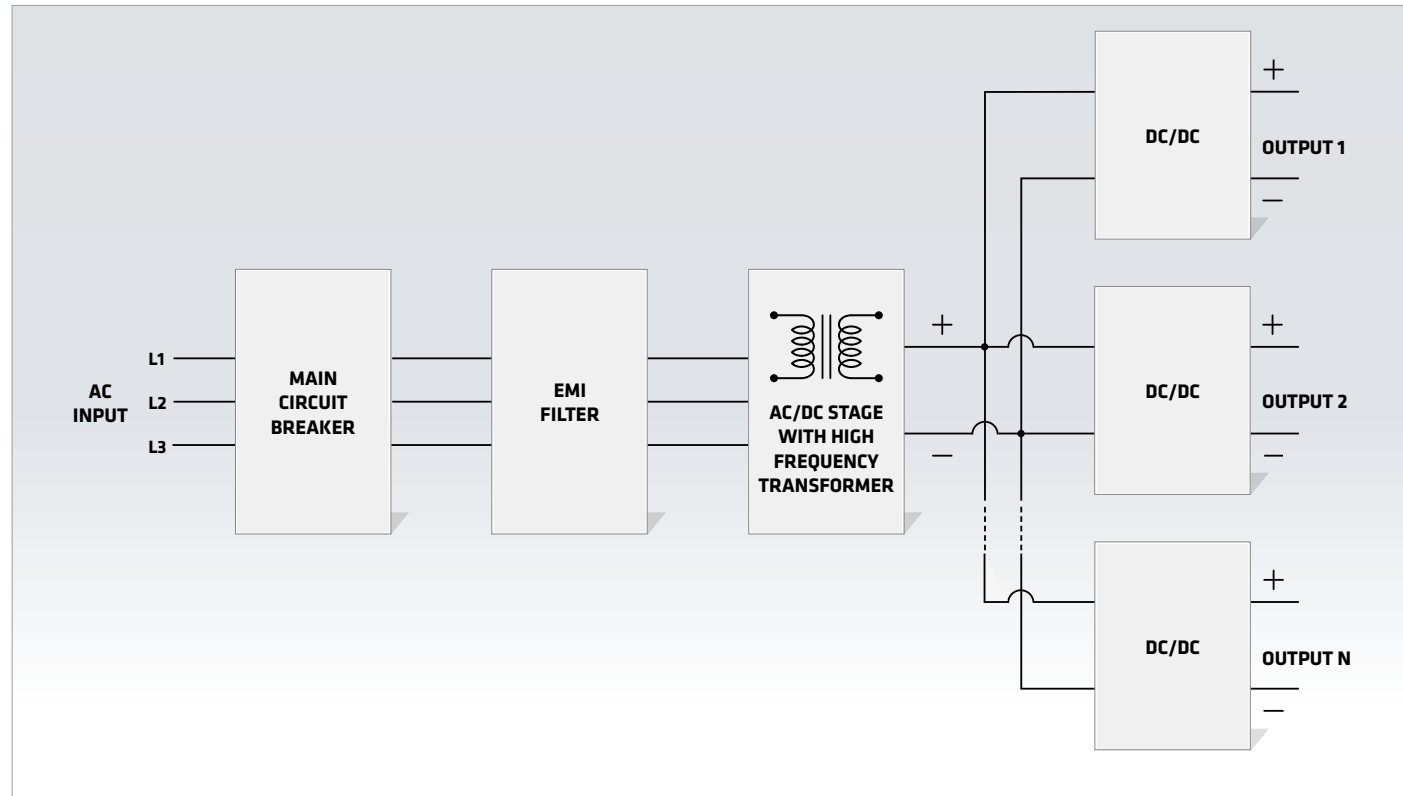 AC
INPUT
L1
L2
L3
MAIN
CIRCUIT
BREAKER
EMI
FILTER
AC/DC STAGE
WITH HIGH
FREQUENCY
TRANSFORMER
+
−
DC/DC
+
OUTPUT 1
−
DC/DC
+
OUTPUT 2
−
DC/DC
+
OUTPUT N
−